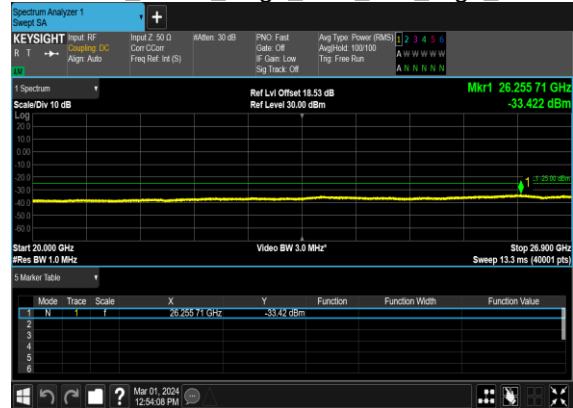 Spectrum Analyzer 1
Swept SA
+
KEYSIGHT Input: RF Input Z: 50 Ω #Atten: 30 dB PNO: Fast Avg Type: Power (RMS) 1 2 3 4 5 6
R T Coupling: DC Corr CCorr Gate: Off Avg|Hold: 100/100 A W W W W W
Align: Auto Freq Ref: Int (S) IF Gain: Low Trig: Free Run
LXI Sig Track: Off A N N N N N
1 Spectrum Ref Lvl Offset 18.53 dB Mkr1 26.255 71 GHz
Scale/Div 10 dB Ref Level 30.00 dBm -33.422 dBm
Log
20.0
10.0
0.00
-10.0
-20.0
-30.0
-40.0
-50.0
-60.0
1
Start 20.000 GHz Video BW 3.0 MHz* Stop 26.900 GHz
#Res BW 1.0 MHz Sweep 13.3 ms (40001 pts)
5 Marker Table
Mode Trace Scale X Y Function Function Width Function Value
1 N 1 f 26.255 71 GHz -33.42 dBm
2
3
4
5
6
? Mar 01, 2024
12:54:08 PM